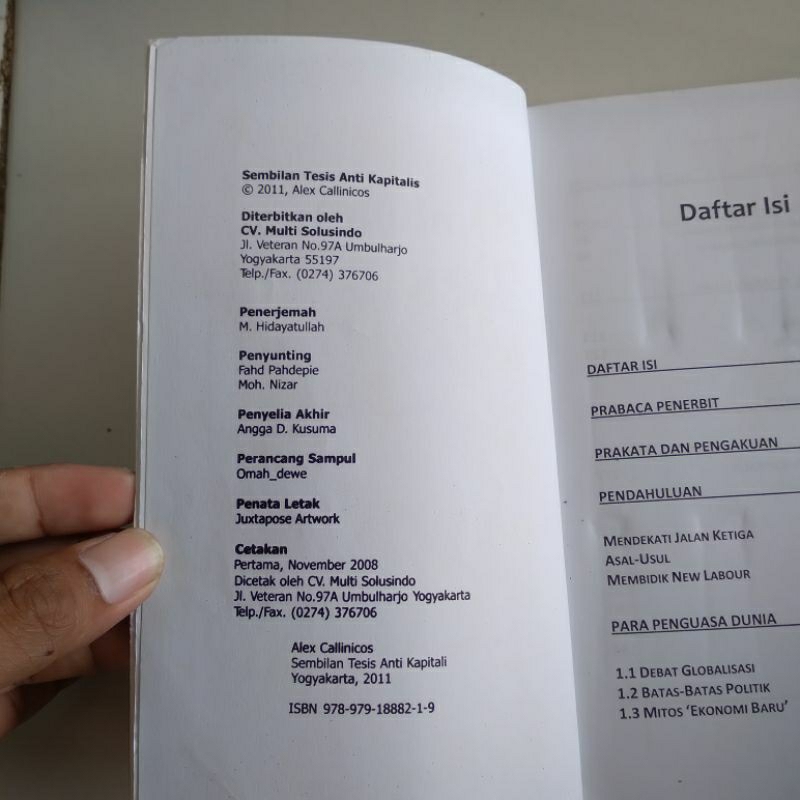 Sembilan Tesis Anti Kapitalis
© 2011, Alex Callinicos
Diterbitkan oleh
CV. Multi Solusindo
Jl. Veteran No.97A Umbulharjo
Yogyakarta 55197
Telp./Fax. (0274) 376706
Penerjemah
M. Hidayatullah
Penyunting
Fahd Pahdepie
Moh. Nizar
Penyelia Akhir
Angga D. Kusuma
Perancang Sampul
Omah_dewe
Penata Letak
Juxtapose Artwork
Cetakan
Pertama, November 2008
Dicetak oleh CV. Multi Solusindo
Jl. Veteran No.97A Umbulharjo Yogyakarta
Telp./Fax. (0274) 376706
Alex Callinicos
Sembilan Tesis Anti Kapitali
Yogyakarta, 2011
ISBN 978-979-18882-1-9
Daftar Isi
DAFTAR ISI
PRABACA PENERBIT
PRAKATA DAN PENGAKUAN
PENDAHULUAN
MENDEKATI JALAN KETIGA
ASAL-USUL
MEMBIDIK NEW LABOUR
PARA PENGUASA DUNIA
1.1 DEBAT GLOBALISASI
1.2 BATAS-BATAS POLITIK
1.3 MITOS 'EKONOMI BARU'